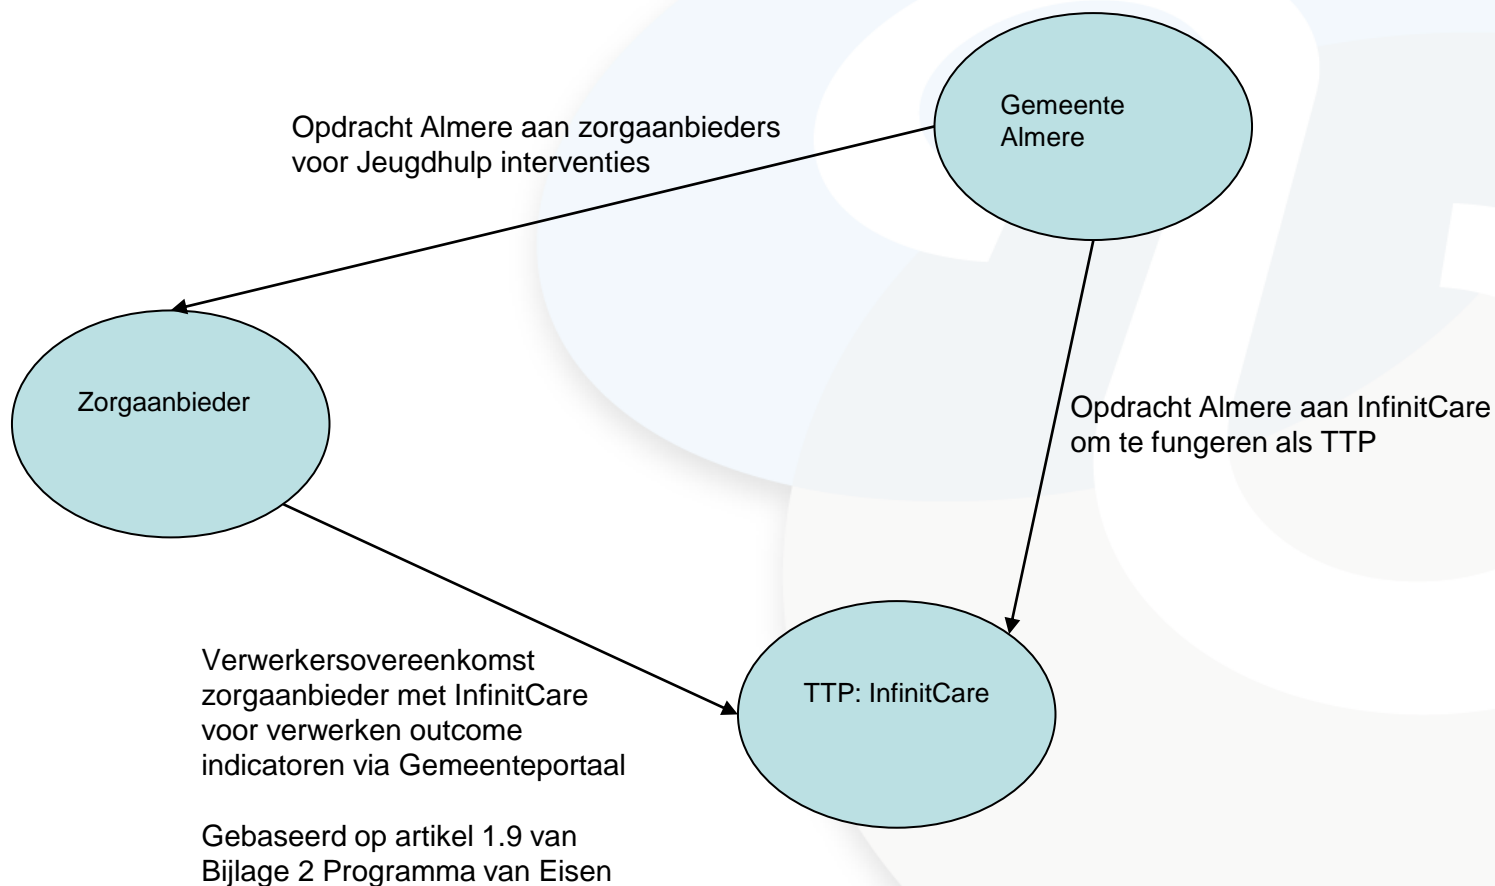 Gemeente
Almere
Opdracht Almere aan zorgaanbieders
voor Jeugdhulp interventies
Zorgaanbieder
Opdracht Almere aan InfinitCare
om te fungeren als TTP
Verwerkersovereenkomst
zorgaanbieder met InfinitCare
voor verwerken outcome
indicatoren via Gemeenteportaal
TTP: InfinitCare
Gebaseerd op artikel 1.9 van
Bijlage 2 Programma van Eisen